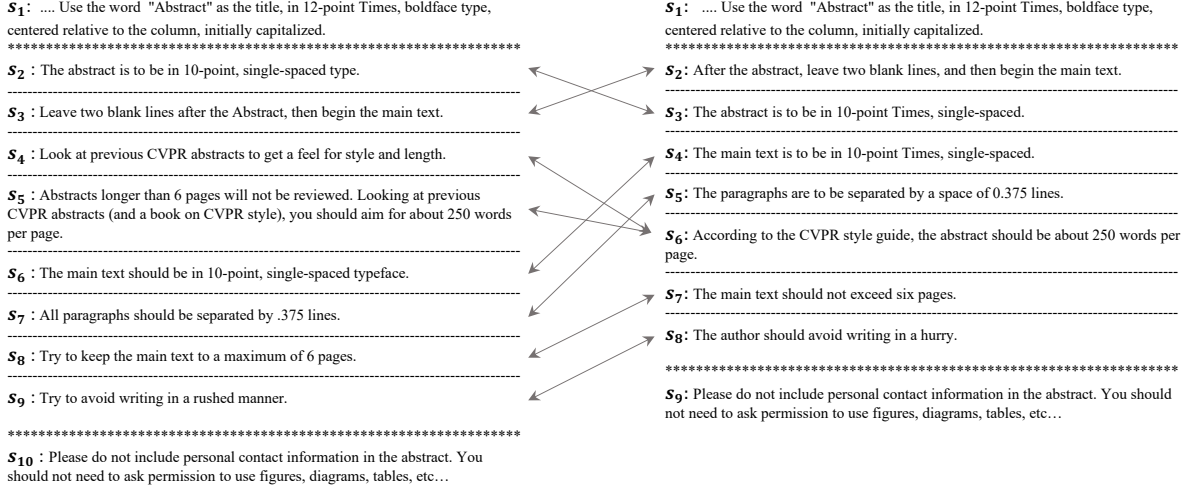 s1: .... Use the word "Abstract" as the title, in 12-point Times, boldface type,
centered relative to the column, initially capitalized.
*******************************************************************
s2 : The abstract is to be in 10-point, single-spaced type.
s3 : Leave two blank lines after the Abstract, then begin the main text.
s4 : Look at previous CVPR abstracts to get a feel for style and length.
s5 : Abstracts longer than 6 pages will not be reviewed. Looking at previous
CVPR abstracts (and a book on CVPR style), you should aim for about 250 words
per page.
s6 : The main text should be in 10-point, single-spaced typeface.
s7 : All paragraphs should be separated by .375 lines.
s8 : Try to keep the main text to a maximum of 6 pages.
s9 : Try to avoid writing in a rushed manner.
*******************************************************************
s10 : Please do not include personal contact information in the abstract. You
should not need to ask permission to use figures, diagrams, tables, etc…
s1: .... Use the word "Abstract" as the title, in 12-point Times, boldface type,
centered relative to the column, initially capitalized.
*******************************************************************
s2: After the abstract, leave two blank lines, and then begin the main text.
s3: The abstract is to be in 10-point Times, single-spaced.
s4: The main text is to be in 10-point Times, single-spaced.
s5: The paragraphs are to be separated by a space of 0.375 lines.
s6: According to the CVPR style guide, the abstract should be about 250 words per
page.
s7: The main text should not exceed six pages.
s8: The author should avoid writing in a hurry.
*******************************************************************
s9: Please do not include personal contact information in the abstract. You should
not need to ask permission to use figures, diagrams, tables, etc…